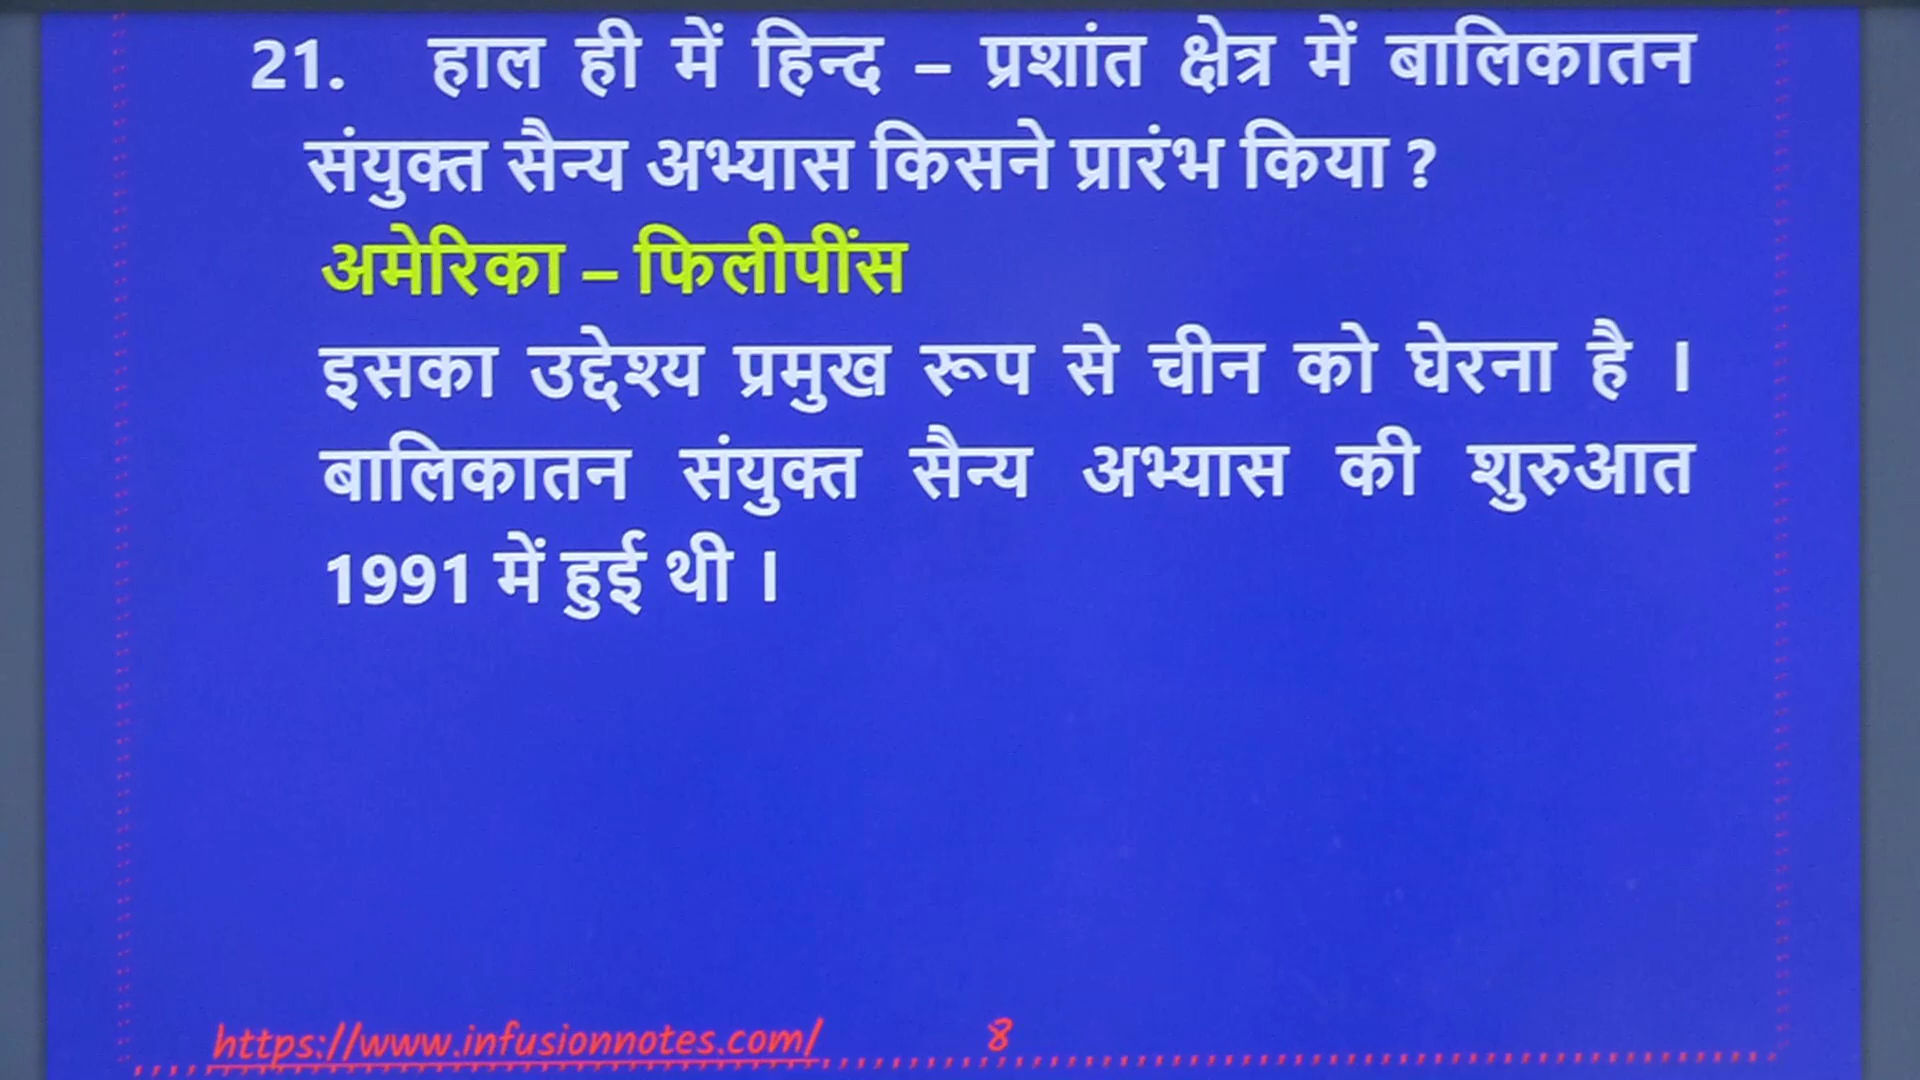 21. हाल ही में हिन्द – प्रशांत क्षेत्र में बालिकातन
संयुक्त सैन्य अभ्यास किसने प्रारंभ किया ?
अमेरिका – फिलीपींस
इसका उद्देश्य प्रमुख रूप से चीन को घेरना है ।
बालिकातन संयुक्त सैन्य अभ्यास की शुरुआत
1991 में हुई थी ।
https://www.infusionnotes.com/ 8